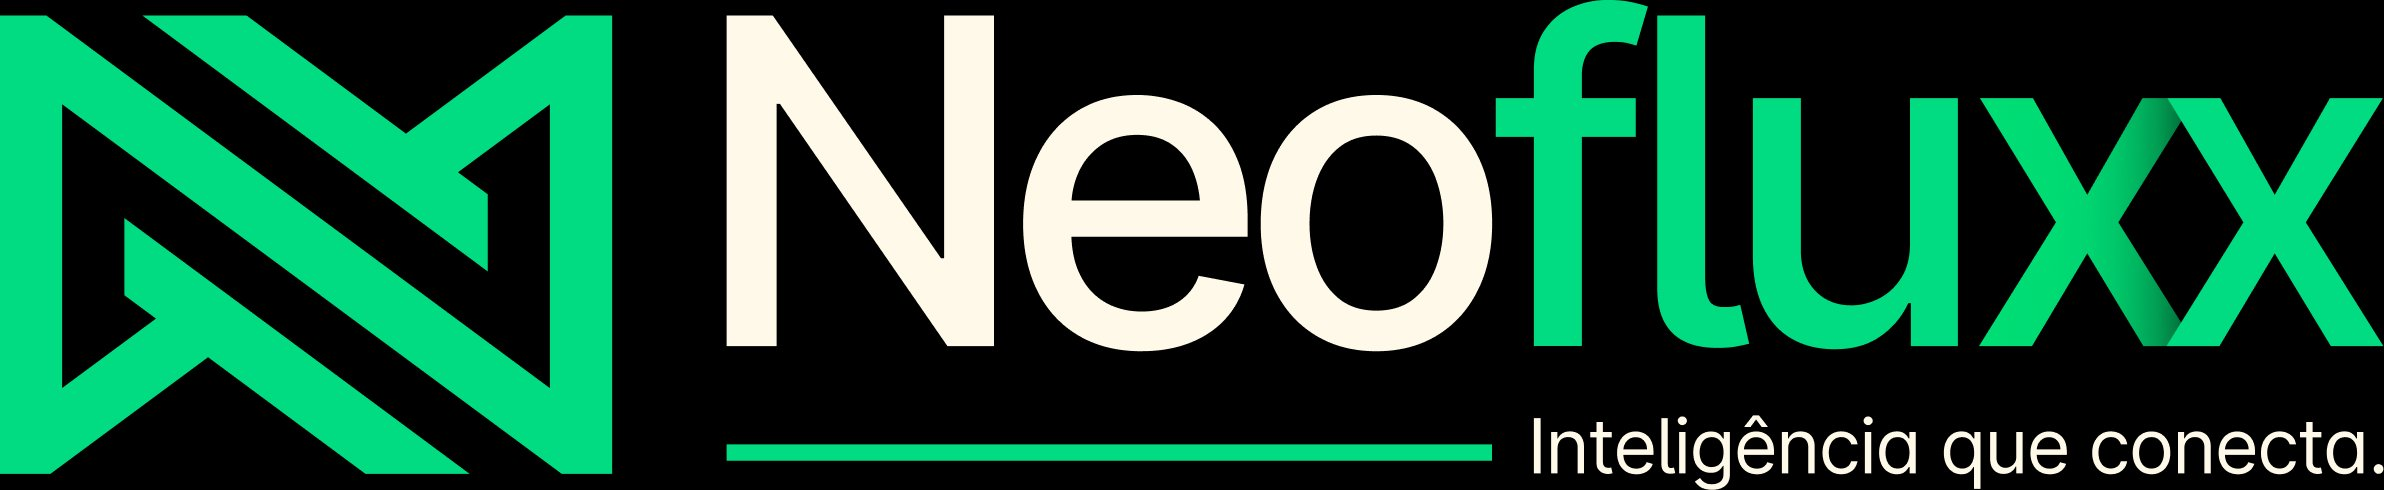 Neofluxx
Inteligência que conecta.